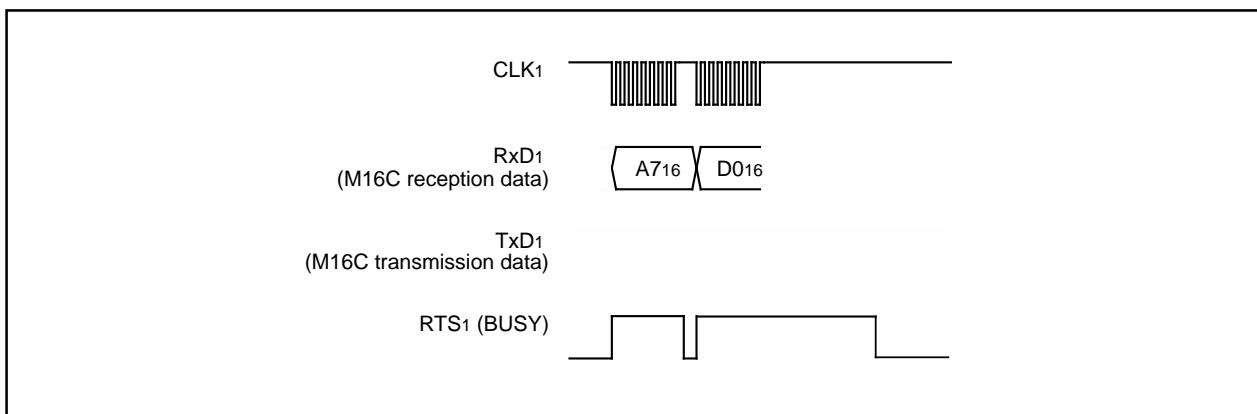 CLK1
RxD1
(M16C reception data)
A716
D016
TxD1
(M16C transmission data)
RTS1 (BUSY)